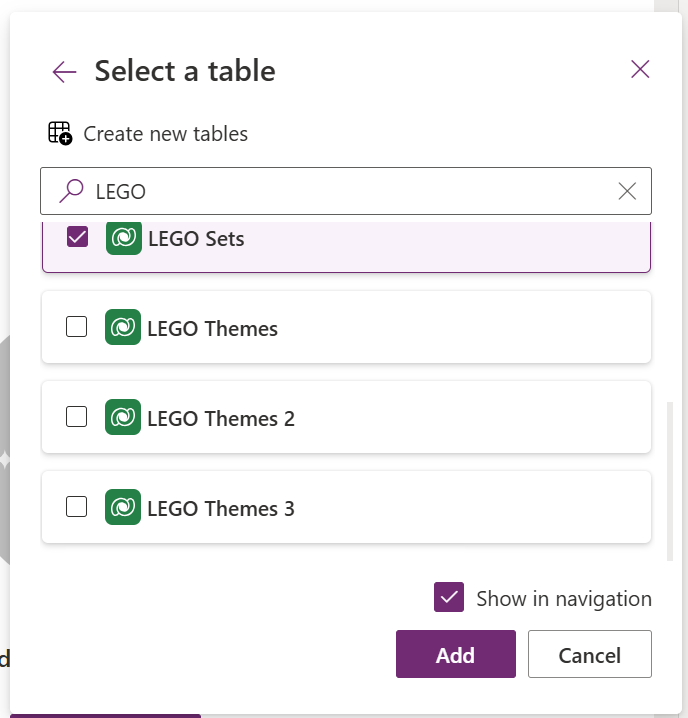 Select a table
Create new tables
LEGO
LEGO Sets
LEGO Themes
LEGO Themes 2
LEGO Themes 3
Show in navigation
d
Add
Cancel